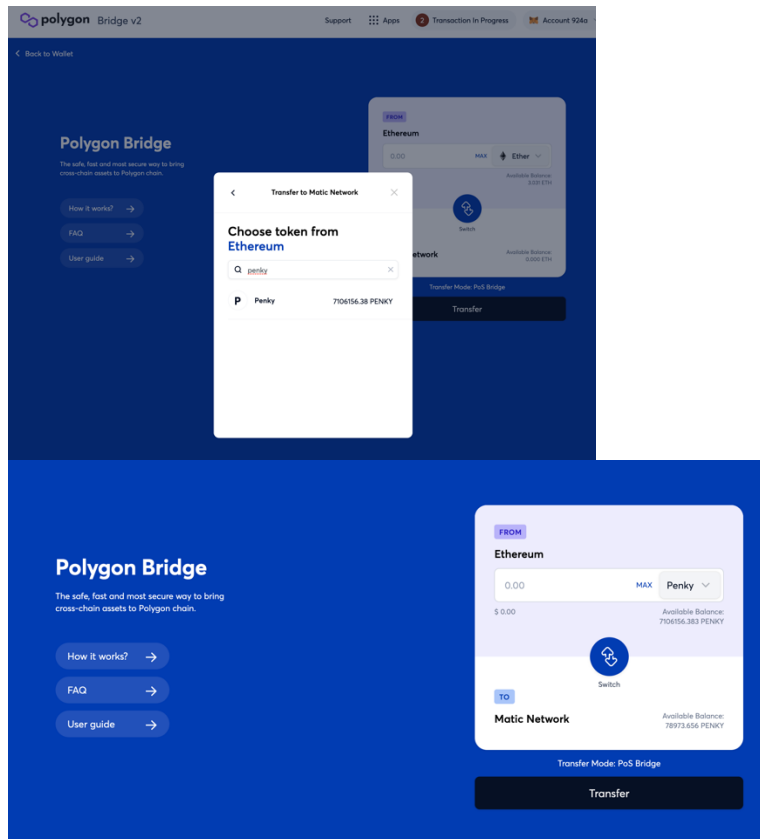 polygon Bridge v2
Support
Apps
2 Transaction In Progress
Account 924a
Back to Wallet
Polygon Bridge
The safe, fast and most secure way to bring
cross-chain assets to Polygon chain.
How it works?
FAQ
User guide
FROM
Ethereum
0.00 MAX Ether
Available Balance:
Switch
etwork
Available Balance:
0.000 ETH
Transfer Mode: PoS Bridge
Transfer
Transfer to Matic Network
Choose token from
Ethereum
penky
P Penky 7106156.38 PENKY
Polygon Bridge
The safe, fast and most secure way to bring
cross-chain assets to Polygon chain.
How it works?
FAQ
User guide
FROM
Ethereum
0.00 MAX Penky
$ 0.00
Available Balance:
7106156.383 PENKY
Switch
TO
Matic Network
Available Balance:
78973.656 PENKY
Transfer Mode: PoS Bridge
Transfer